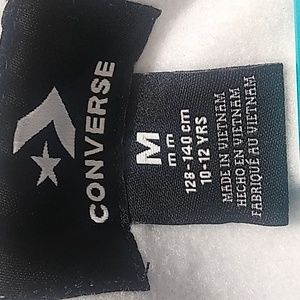 CONVERSE
M
m m
128-140 cm
10-12 YRS
MADE IN VIETNAM
HECHO EN VIETNAM
FABRIQUÉ AU VIETNAM